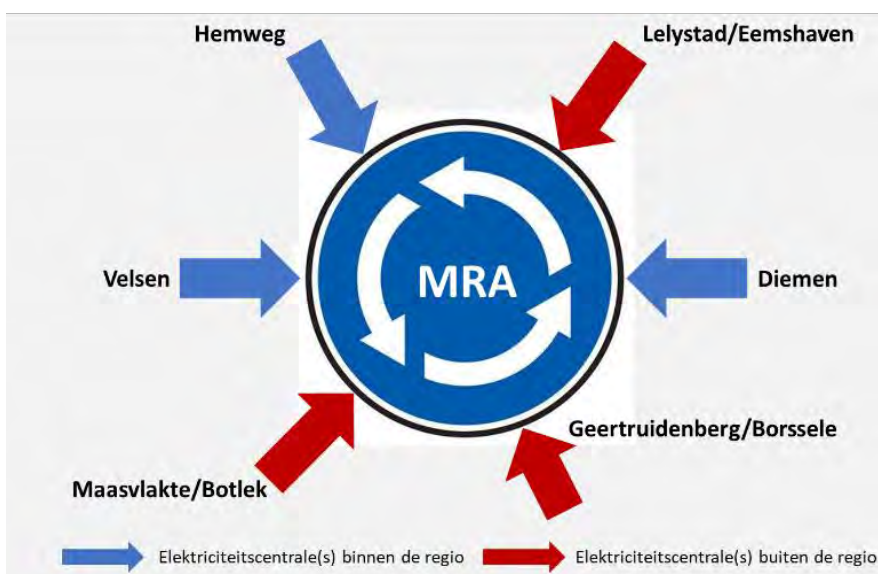 Hemweg
Lelystad/Eemshaven
Velsen
MRA
Diemen
Geertruidenberg/Borssele
Maasvlakte/Botlek
Elektriciteitscentrale(s) binnen de regio
Elektriciteitscentrale(s) buiten de regio